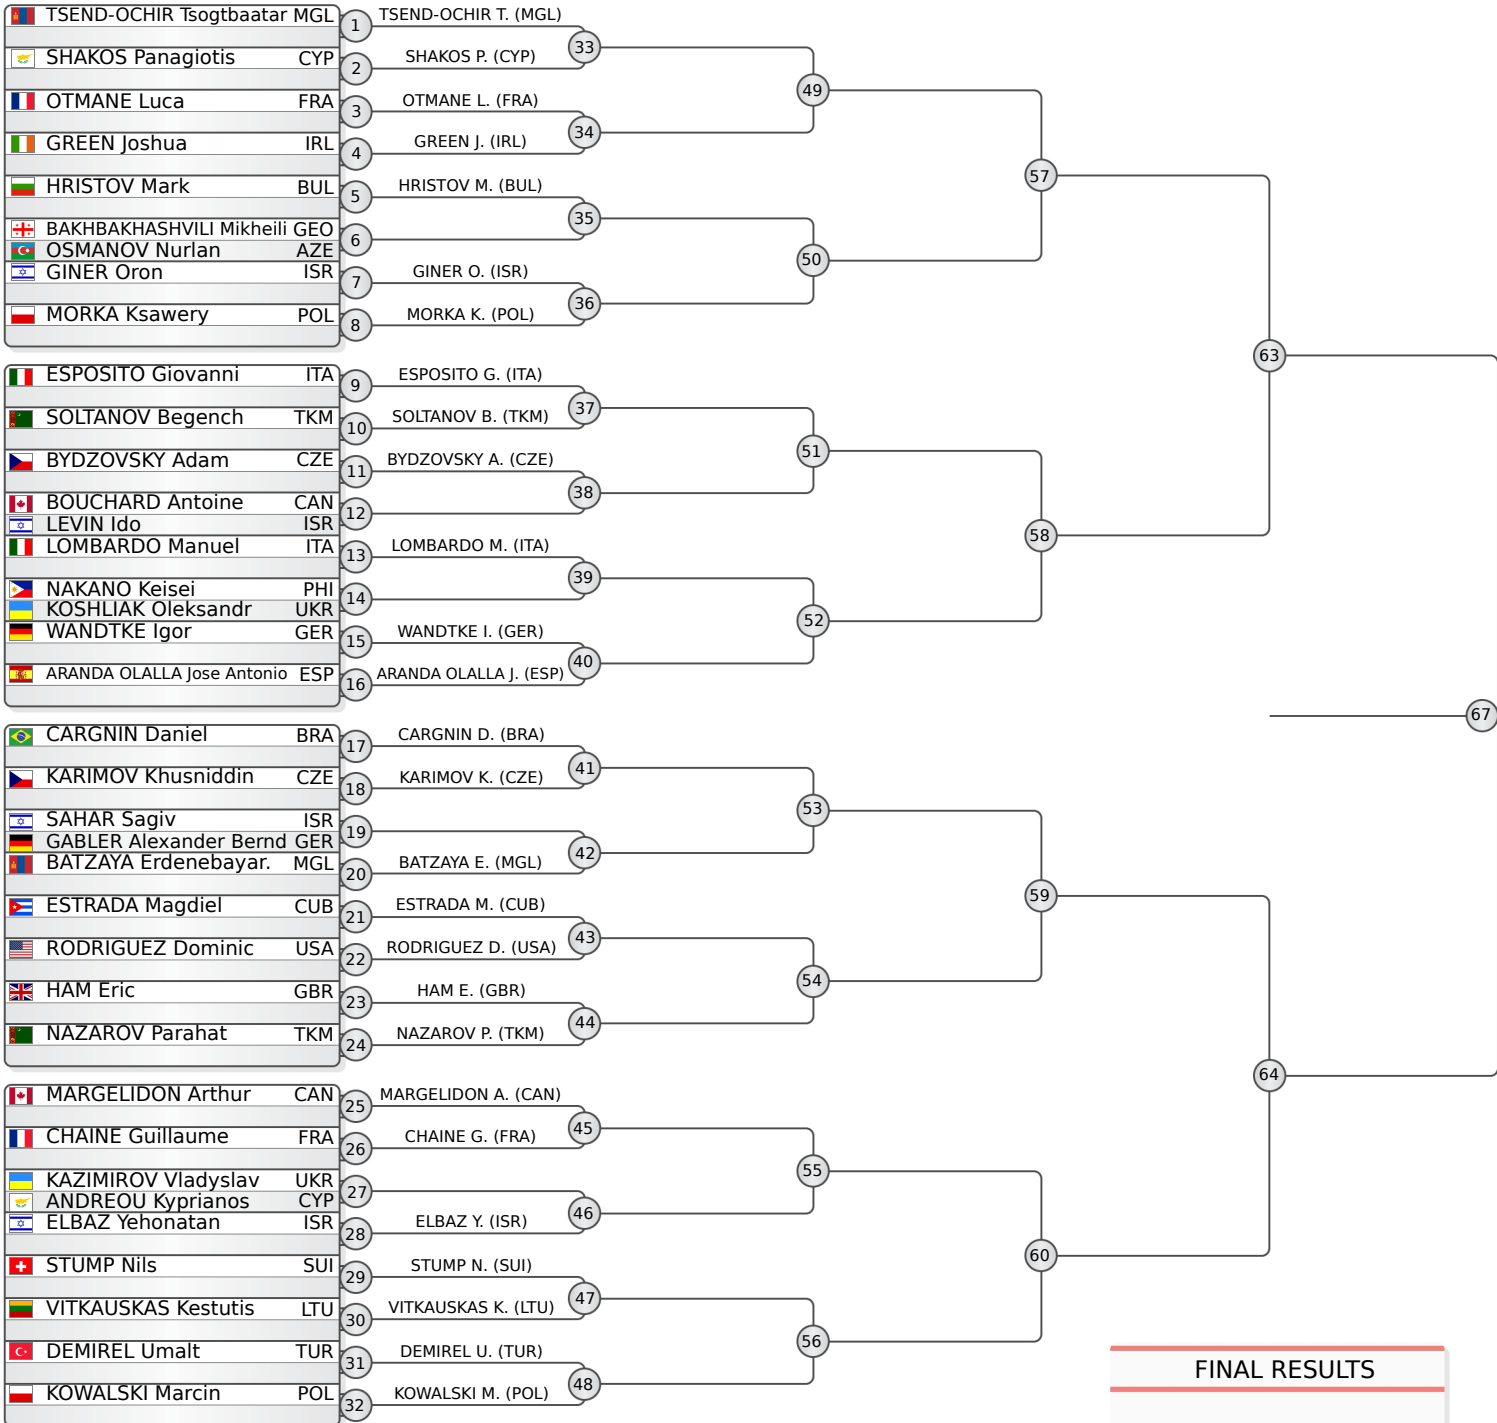 TSEND-OCHIR Tsogtbaatar MGL
1
TSEND-OCHIR T. (MGL)
33
SHAKOS Panagiotis CYP
2
SHAKOS P. (CYP)
49
OTMANE Luca FRA
3
OTMANE L. (FRA)
34
GREEN Joshua IRL
4
GREEN J. (IRL)
57
HRISTOV Mark BUL
5
HRISTOV M. (BUL)
35
BAKHBAKHASHVILI Mikheili GEO
6
OSMANOV Nurlan AZE
50
GINER Oron ISR
7
GINER O. (ISR)
36
MORKA Ksawery POL
8
MORKA K. (POL)
63
ESPOSITO Giovanni ITA
9
ESPOSITO G. (ITA)
37
SOLTANOV Begench TKM
10
SOLTANOV B. (TKM)
51
BYDZOVSKY Adam CZE
11
BYDZOVSKY A. (CZE)
38
BOUCHARD Antoine CAN
12
LEVIN Ido ISR
58
LOMBARDO Manuel ITA
13
LOMBARDO M. (ITA)
39
NAKANO Keisei PHI
14
KOSHLIAK Oleksandr UKR
52
WANDTKE Igor GER
15
WANDTKE I. (GER)
40
ARANDA OLALLA Jose Antonio ESP
16
ARANDA OLALLA J. (ESP)
67
CARGNIN Daniel BRA
17
CARGNIN D. (BRA)
41
KARIMOV Khusniddin CZE
18
KARIMOV K. (CZE)
53
SAHAR Sagiv ISR
19
GABLER Alexander Bernd GER
42
BATZAYA Erdenebayar. MGL
20
BATZAYA E. (MGL)
59
ESTRADA Magdiel CUB
21
ESTRADA M. (CUB)
43
RODRIGUEZ Dominic USA
22
RODRIGUEZ D. (USA)
54
HAM Eric GBR
23
HAM E. (GBR)
44
NAZAROV Parahat TKM
24
NAZAROV P. (TKM)
64
MARGELIDON Arthur CAN
25
MARGELIDON A. (CAN)
45
CHAINE Guillaume FRA
26
CHAINE G. (FRA)
55
KAZIMIROV Vladyslav UKR
27
ANDREOU Kyprianos CYP
46
ELBAZ Yehonatan ISR
28
ELBAZ Y. (ISR)
60
STUMP Nils SUI
29
STUMP N. (SUI)
47
VITKAUSKAS Kestutis LTU
30
VITKAUSKAS K. (LTU)
56
DEMIREL Umalt TUR
31
DEMIREL U. (TUR)
48
KOWALSKI Marcin POL
32
KOWALSKI M. (POL)
FINAL RESULTS